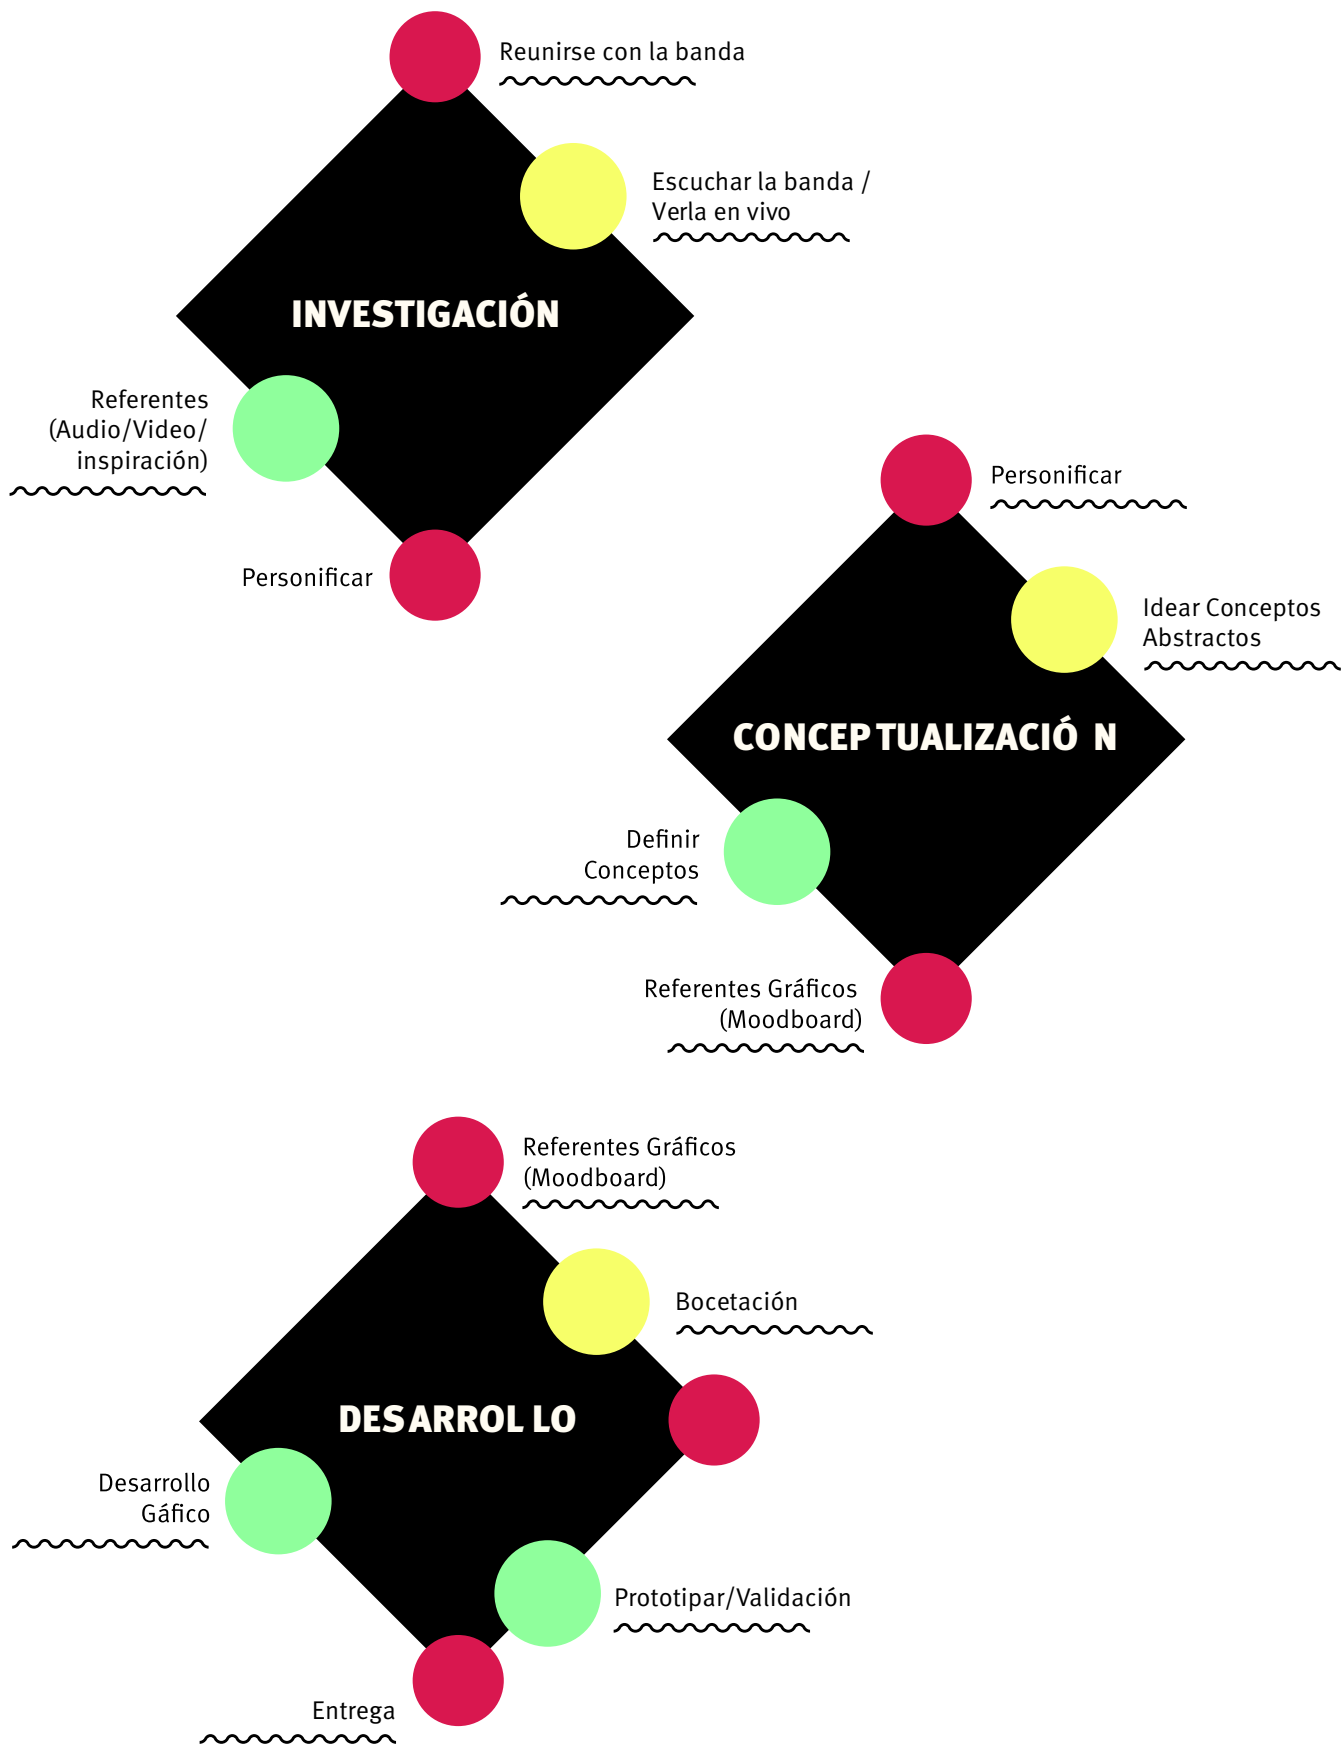 Reunirse con la banda
Escuchar la banda /
Verla en vivo
INVESTIGACIÓN
Referentes
(Audio/Video/
inspiración)
Personificar
Personificar
Idear Conceptos
Abstractos
CONCEP TUALIZACIÓ N
Definir
Conceptos
Referentes Gráficos
(Moodboard)
Referentes Gráficos
(Moodboard)
Bocetación
DES ARROL LO
Desarrollo
Gáfico
Prototipar/Validación
Entrega